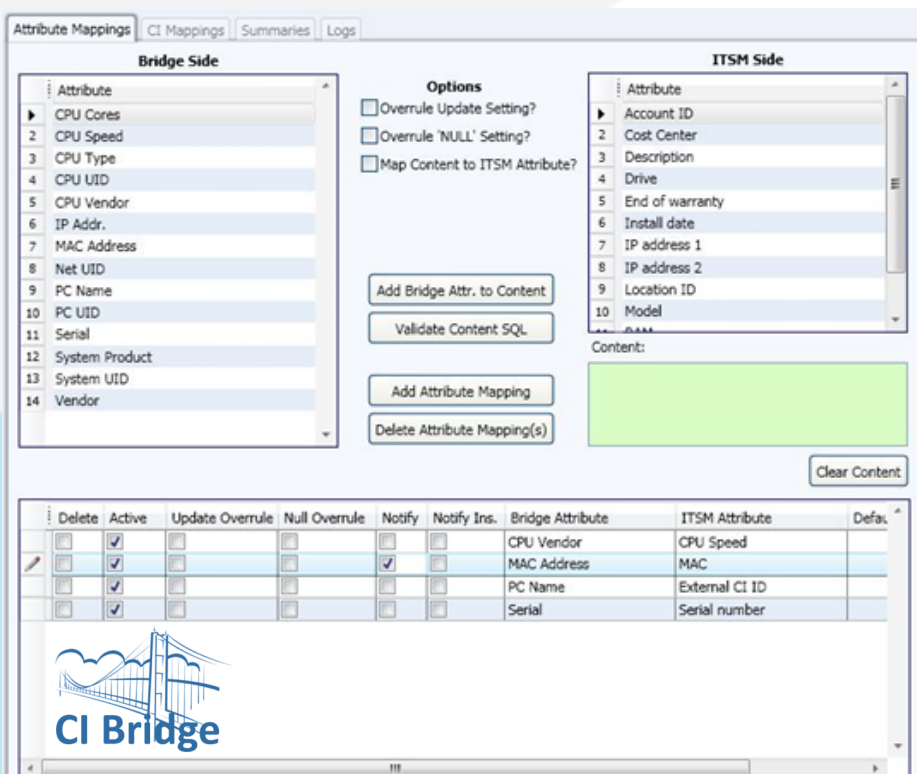 Attribute Mappings CI Mappings Summaries Logs
Bridge Side
Attribute
CPU Cores
2 CPU Speed
3 CPU Type
4 CPU UID
5 CPU Vendor
6 IP Addr.
7 MAC Address
8 Net UID
9 PC Name
10 PC UID
11 Serial
12 System Product
13 System UID
14 Vendor
Options
Overrule Update Setting?
Overrule 'NULL' Setting?
Map Content to ITSM Attribute?
Add Bridge Attr. to Content
Validate Content SQL
Add Attribute Mapping
Delete Attribute Mapping(s)
ITSM Side
Attribute
Account ID
2 Cost Center
3 Description
4 Drive
5 End of warranty
6 Install date
7 IP address 1
8 IP address 2
9 Location ID
10 Model
Content:
Clear Content
Delete Active Update Overrule Null Overrule Notify Notify Ins. Bridge Attribute ITSM Attribute Defau
CPU Vendor CPU Speed
MAC Address MAC
PC Name External CI ID
Serial Serial number
CI Bridge